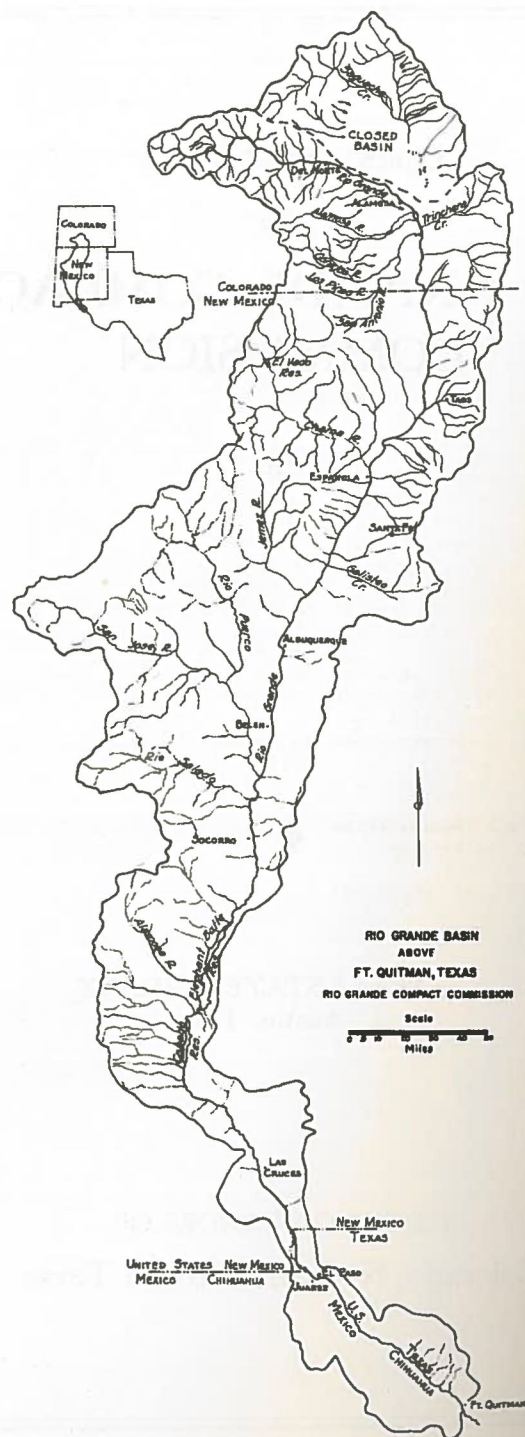 Saguache
Cr.
CLOSED
BASIN
DEL NORTE
Rio Grande
ALAMOSA
Alamosa R.
Trinchera
Cr.
Conejos R.
Los Pinos R.
San Antonio R.
COLORADO
NEW
MEXICO
TEXAS
COLORADO
NEW MEXICO
El Vado
Res.
TAOS
Chama R.
ESPAÑOLA
SANTA FE
Jemez R.
Galisteo
Cr.
Rio
Puerco
San
Jose R.
ALBUQUERQUE
BELEN
Rio Grande
Rio
Salado
SOCORRO
Elephant Butte
Res.
Res.
RIO GRANDE BASIN
ABOVE
FT. QUITMAN, TEXAS
RIO GRANDE COMPACT COMMISSION
Scale
Miles
LAS
CRUCES
NEW MEXICO
TEXAS
UNITED STATES NEW MEXICO
MEXICO CHIHUAHUA
EL PASO
JUAREZ
U.S.
MEXICO
TEXAS
CHIHUAHUA
FT. QUITMAN